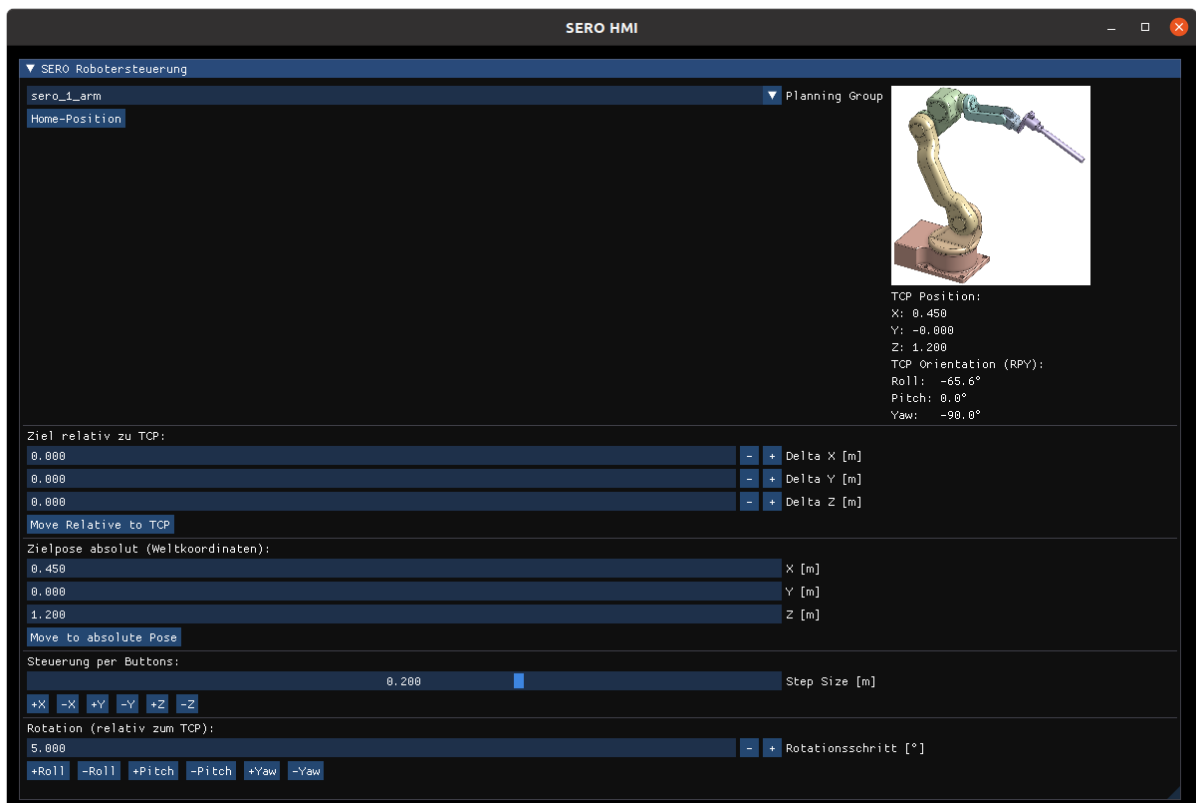 SERO HMI
SERO Robotersteuerung
sero_1_arm Planning Group
Home-Position
TCP Position:
X: 0.450
Y: -0.000
Z: 1.200
TCP Orientation (RPY):
Roll: -65.6°
Pitch: 0.0°
Yaw: -90.0°
Ziel relativ zu TCP:
0.000 - + Delta X [m]
0.000 - + Delta Y [m]
0.000 - + Delta Z [m]
Move Relative to TCP
Zielpose absolut (Weltkoordinaten):
0.450 X [m]
0.000 Y [m]
1.200 Z [m]
Move to absolute Pose
Steuerung per Buttons:
0.200 Step Size [m]
+X -X +Y -Y +Z -Z
Rotation (relativ zum TCP):
5.000 - + Rotationsschritt [°]
+Roll -Roll +Pitch -Pitch +Yaw -Yaw